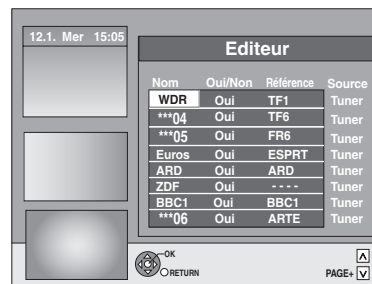 12.1. Mer 15:05
Editeur
Nom Oui/Non Référence Source
WDR Oui TF1 Tuner
***04 Oui TF6 Tuner
***05 Oui FR6 Tuner
Euros Oui ESPRT Tuner
ARD Oui ARD Tuner
ZDF Oui - - - - Tuner
BBC1 Oui BBC1 Tuner
***06 Oui ARTE Tuner
OK
RETURN
PAGE+